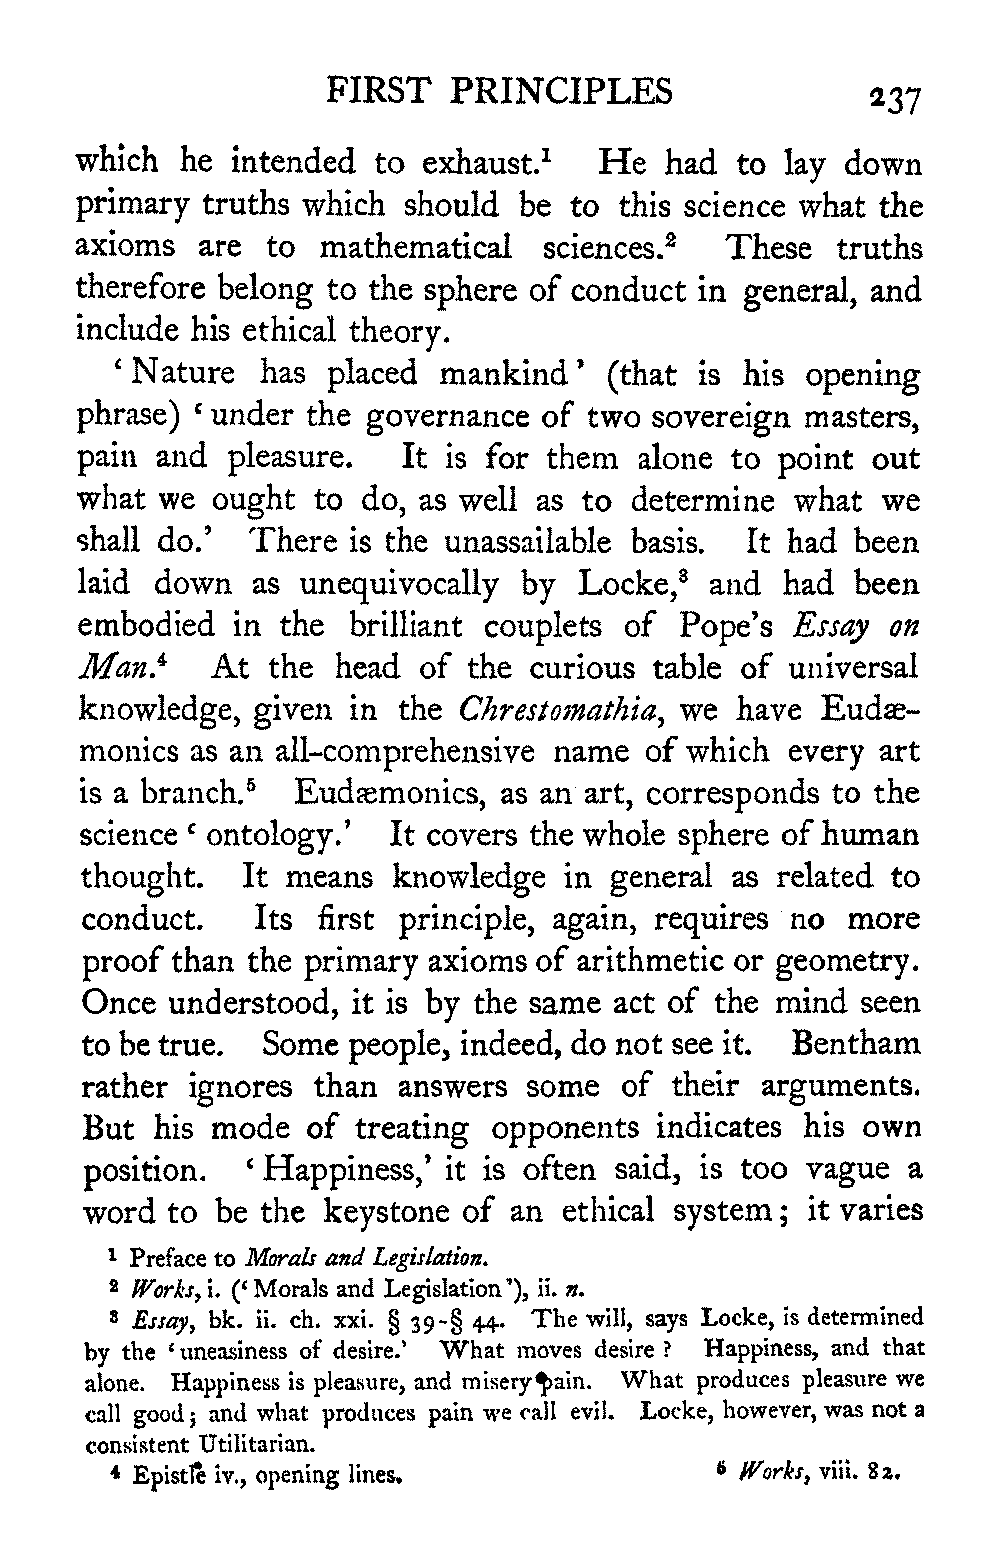 FIRST PRINCIPLES 237
which he intended to exhaust.¹ He had to lay down
primary truths which should be to this science what the
axioms are to mathematical sciences.² These truths
therefore belong to the sphere of conduct in general, and
include his ethical theory.
‘Nature has placed mankind’ (that is his opening
phrase) ‘under the governance of two sovereign masters,
pain and pleasure. It is for them alone to point out
what we ought to do, as well as to determine what we
shall do.’ There is the unassailable basis. It had been
laid down as unequivocally by Locke,³ and had been
embodied in the brilliant couplets of Pope’s Essay on
Man.⁴ At the head of the curious table of universal
knowledge, given in the Chrestomathia, we have Eudæ-
monics as an all-comprehensive name of which every art
is a branch.⁵ Eudæmonics, as an art, corresponds to the
science ‘ontology.’ It covers the whole sphere of human
thought. It means knowledge in general as related to
conduct. Its first principle, again, requires no more
proof than the primary axioms of arithmetic or geometry.
Once understood, it is by the same act of the mind seen
to be true. Some people, indeed, do not see it. Bentham
rather ignores than answers some of their arguments.
But his mode of treating opponents indicates his own
position. ‘Happiness,’ it is often said, is too vague a
word to be the keystone of an ethical system; it varies
¹ Preface to Morals and Legislation.
² Works, i. (‘Morals and Legislation’), ii. n.
³ Essay, bk. ii. ch. xxi. § 39-§ 44. The will, says Locke, is determined
by the ‘uneasiness of desire.’ What moves desire? Happiness, and that
alone. Happiness is pleasure, and misery pain. What produces pleasure we
call good; and what produces pain we call evil. Locke, however, was not a
consistent Utilitarian.
⁴ Epistle iv., opening lines. ⁵ Works, viii. 82.